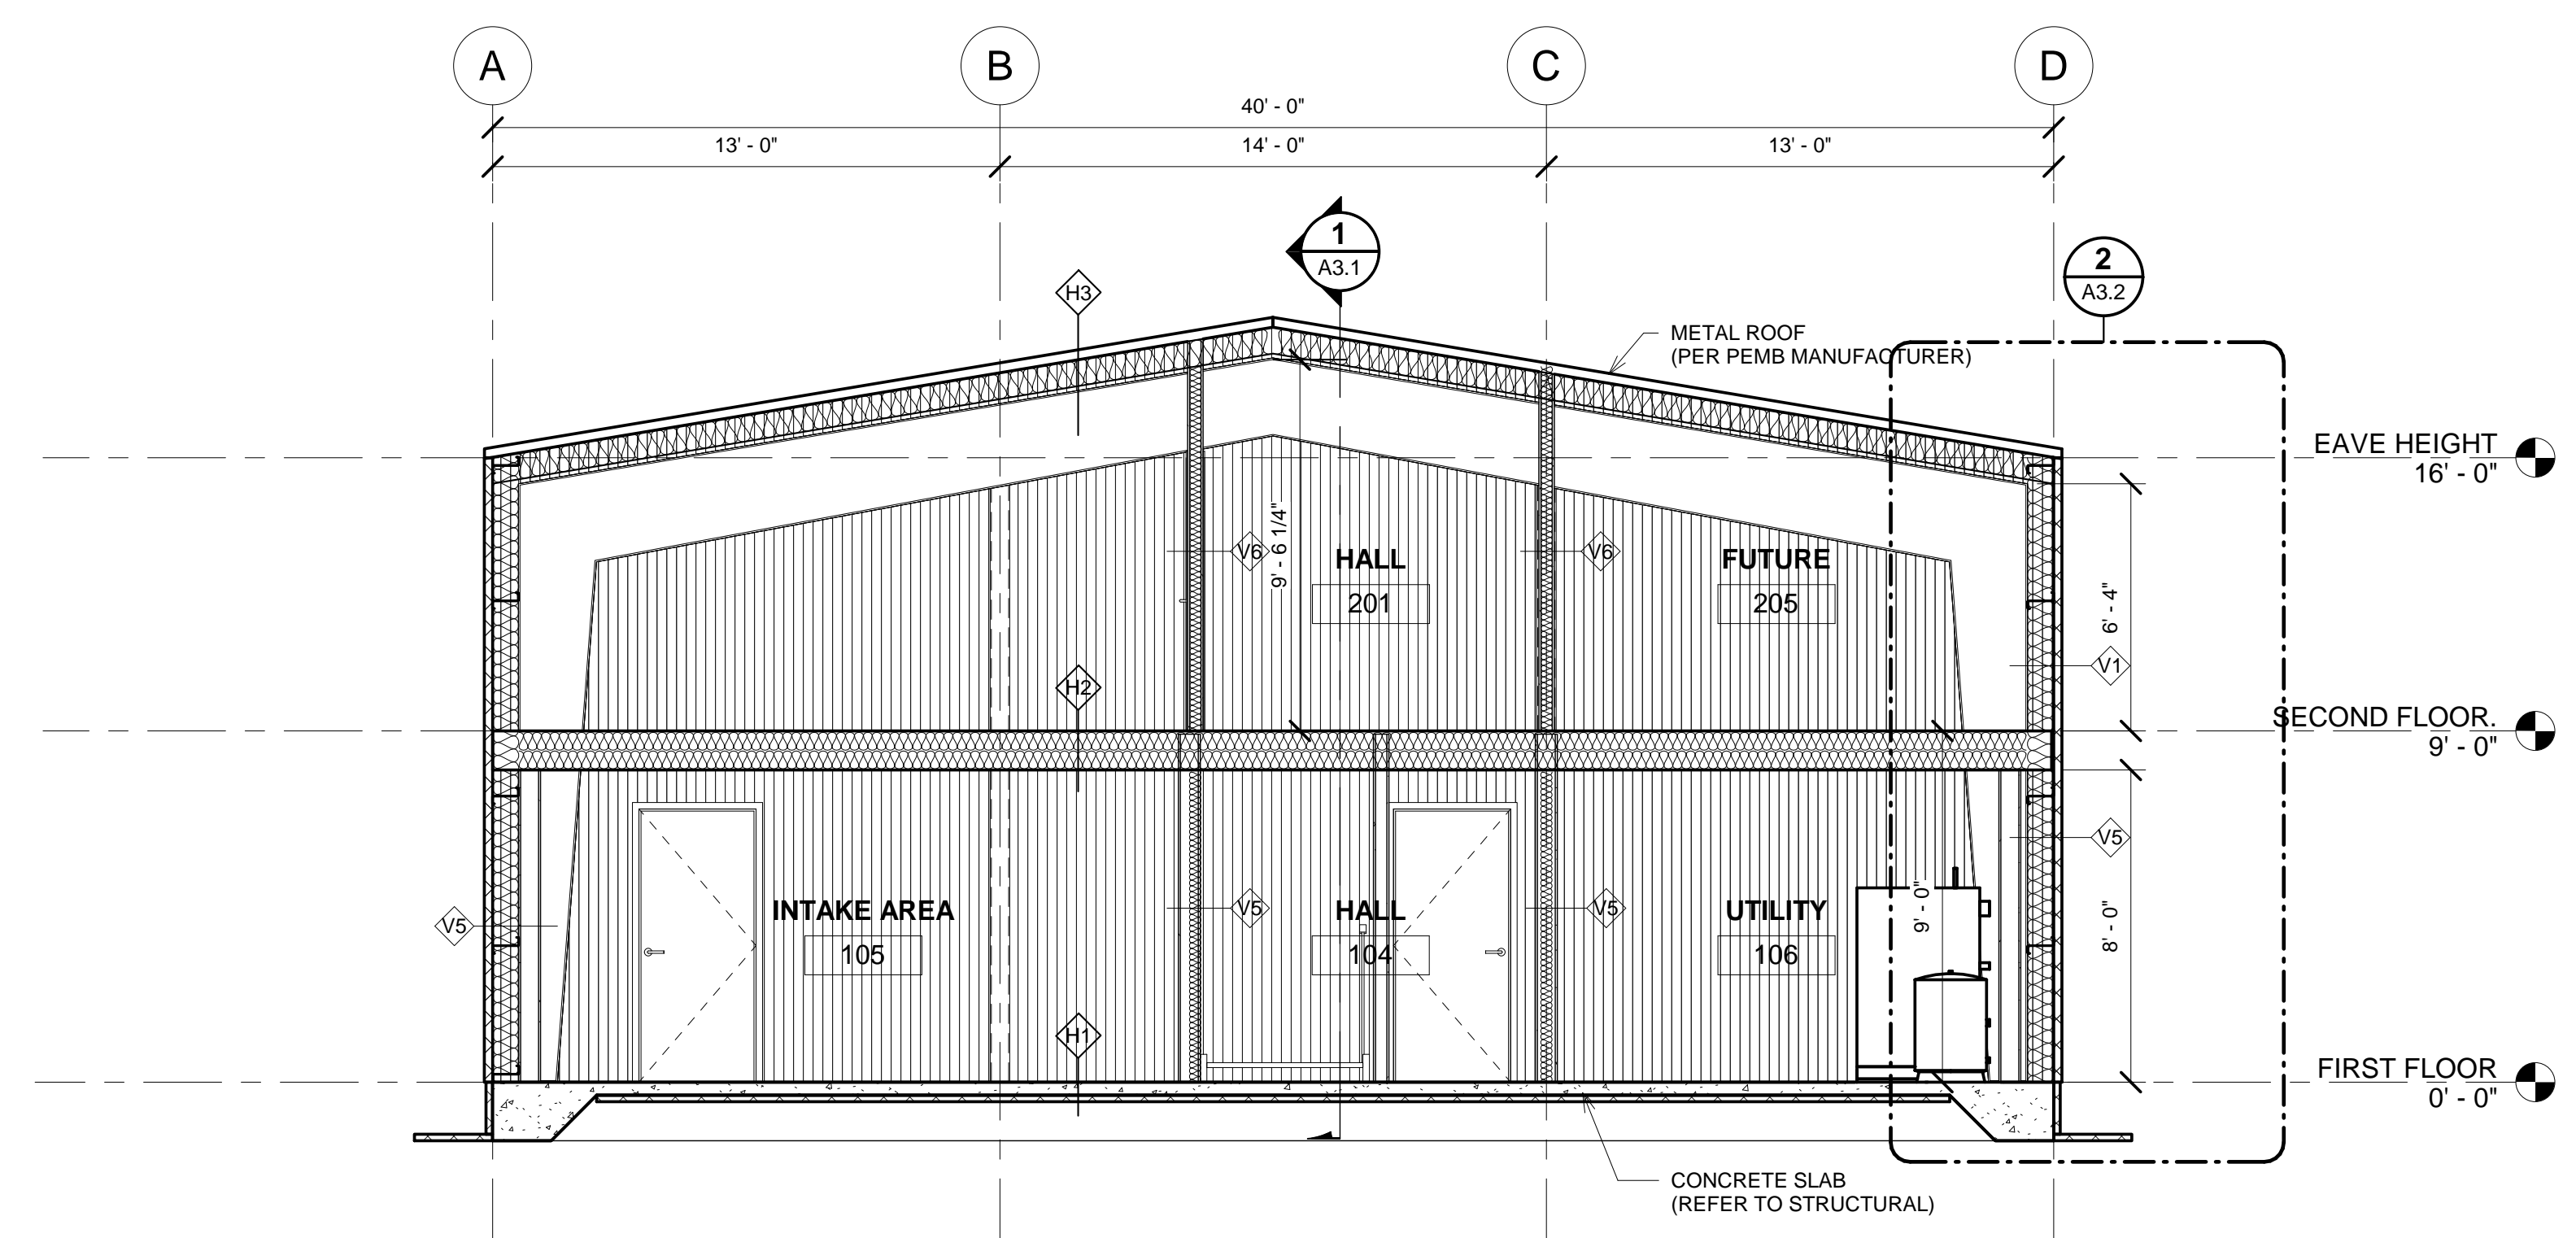 A
B
C
D
40' - 0"
13' - 0"
14' - 0"
13' - 0"
1
A3.1
2
A3.2
H3
METAL ROOF
(PER PEMB MANUFACTURER)
EAVE HEIGHT
16' - 0"
V6
9' - 6 1/4"
HALL
201
V6
FUTURE
205
6' - 4"
V1
H2
SECOND FLOOR.
9' - 0"
V5
V5
INTAKE AREA
105
V5
HALL
104
V5
UTILITY
106
9' - 0"
8' - 0"
H1
FIRST FLOOR
0' - 0"
CONCRETE SLAB
(REFER TO STRUCTURAL)